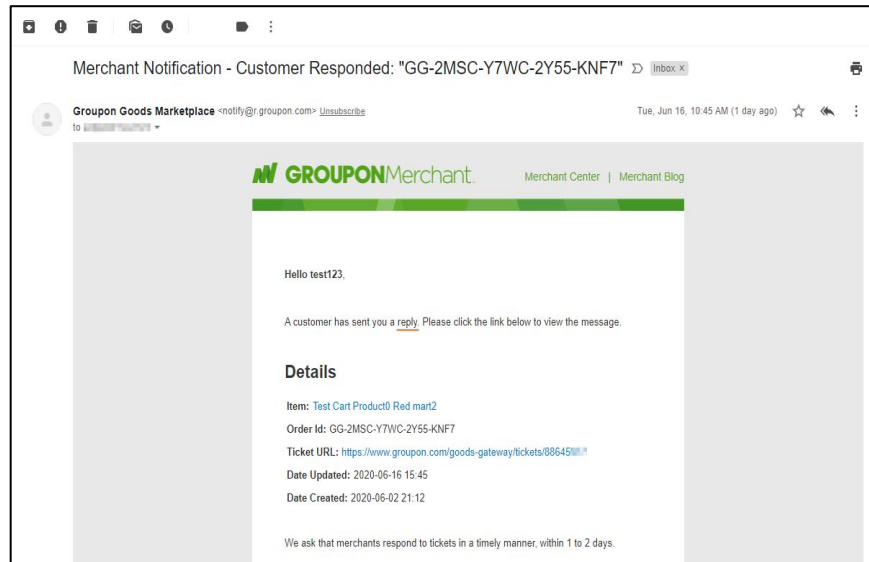 Merchant Notification - Customer Responded: "GG-2MSC-Y7WC-2Y55-KNF7" Inbox x
Groupon Goods Marketplace <notify@r.groupon.com> Unsubscribe Tue, Jun 16, 10:45 AM (1 day ago)
to
GROUPON Merchant Merchant Center | Merchant Blog
Hello test123,
A customer has sent you a reply. Please click the link below to view the message.
Details
Item: Test Cart Product0 Red mart2
Order Id: GG-2MSC-Y7WC-2Y55-KNF7
Ticket URL: https://www.groupon.com/goods-gateway/tickets/88645
Date Updated: 2020-06-16 15:45
Date Created: 2020-06-02 21:12
We ask that merchants respond to tickets in a timely manner, within 1 to 2 days.